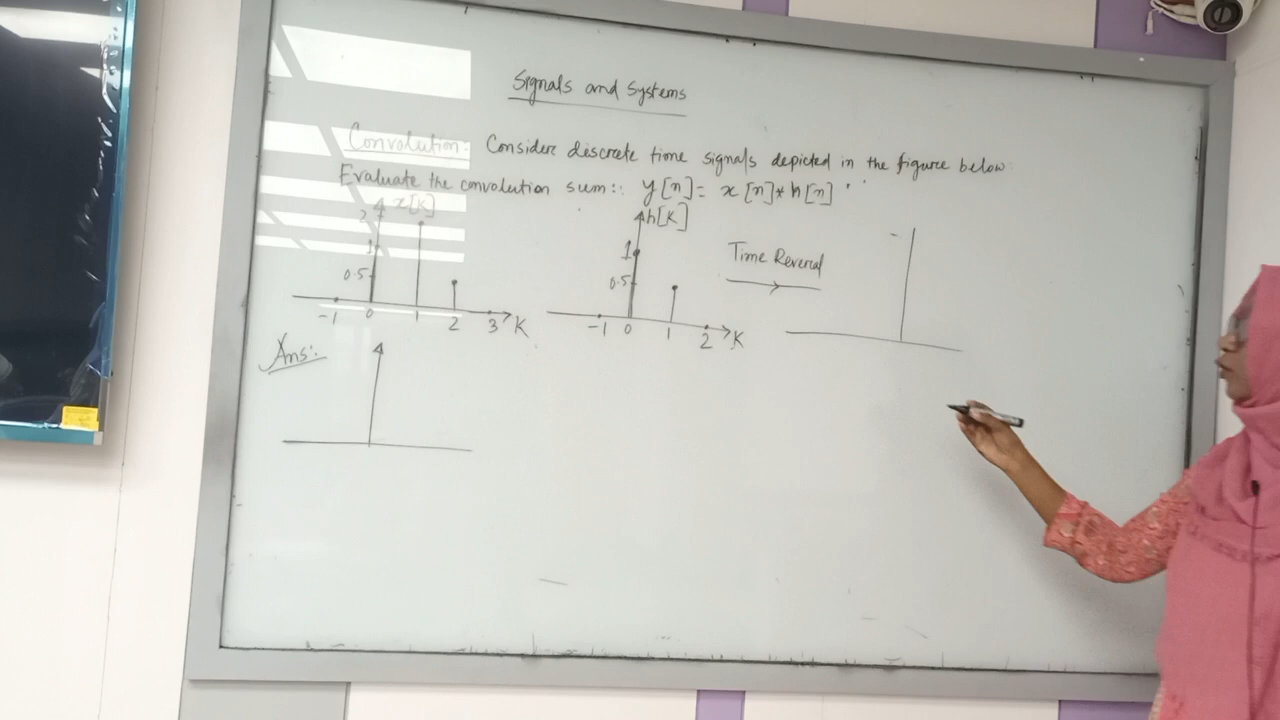 Signals and Systems
Convolution: Consider discrete time signals depicted in the figure below:
Evaluate the convolution sum:: y[n] = x[n]*h[n]
x[k]
2
1
0.5
-1 0 1 2 3 K
h[k]
1
0.5
-1 0 1 2 K
Time Reversal
Ans: